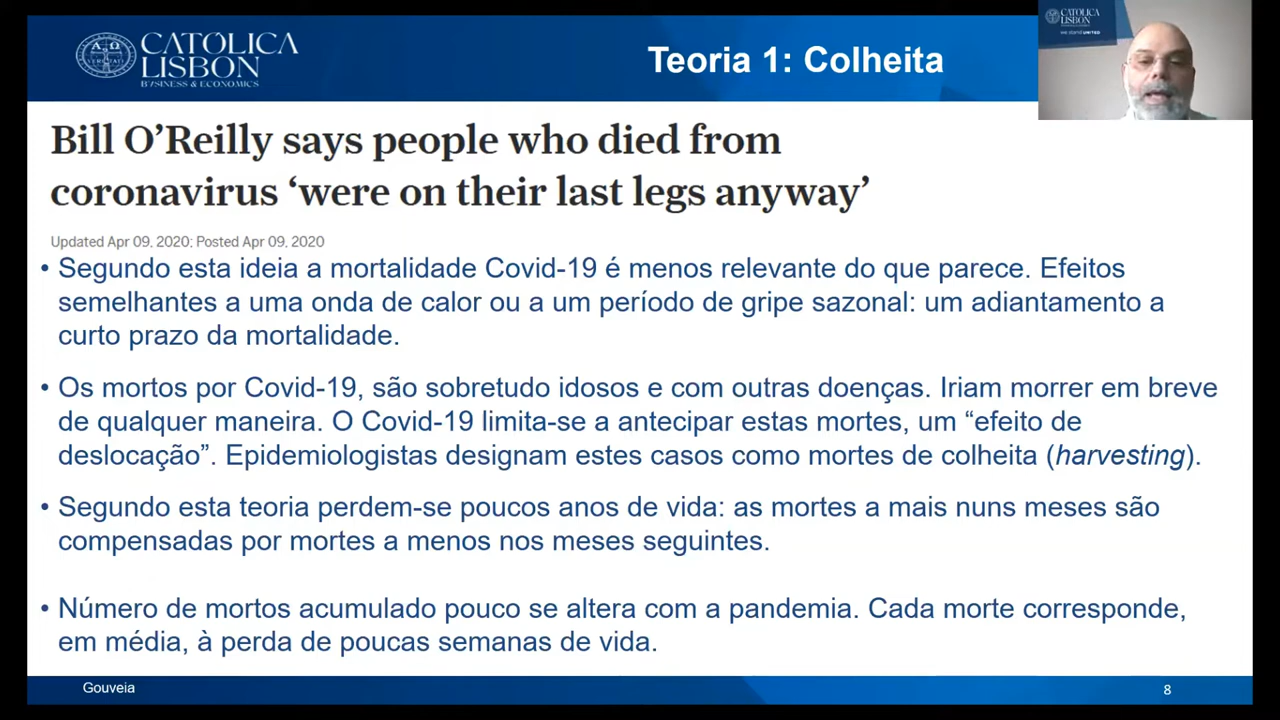 CATÓLICA
LISBON
BUSINESS & ECONOMICS
Teoria 1: Colheita
CATÓLICA
LISBON
we stand UNITED
Bill O’Reilly says people who died from
coronavirus ‘were on their last legs anyway’
Updated Apr 09, 2020; Posted Apr 09, 2020
• Segundo esta ideia a mortalidade Covid-19 é menos relevante do que parece. Efeitos
semelhantes a uma onda de calor ou a um período de gripe sazonal: um adiantamento a
curto prazo da mortalidade.
• Os mortos por Covid-19, são sobretudo idosos e com outras doenças. Iriam morrer em breve
de qualquer maneira. O Covid-19 limita-se a antecipar estas mortes, um “efeito de
deslocação”. Epidemiologistas designam estes casos como mortes de colheita (harvesting).
• Segundo esta teoria perdem-se poucos anos de vida: as mortes a mais nuns meses são
compensadas por mortes a menos nos meses seguintes.
• Número de mortos acumulado pouco se altera com a pandemia. Cada morte corresponde,
em média, à perda de poucas semanas de vida.
Gouveia
8